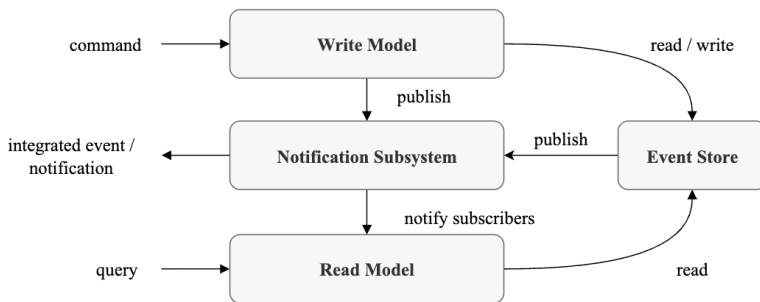 command
Write Model
read / write
publish
integrated event /
notification
Notification Subsystem
publish
Event Store
notify subscribers
query
Read Model
read